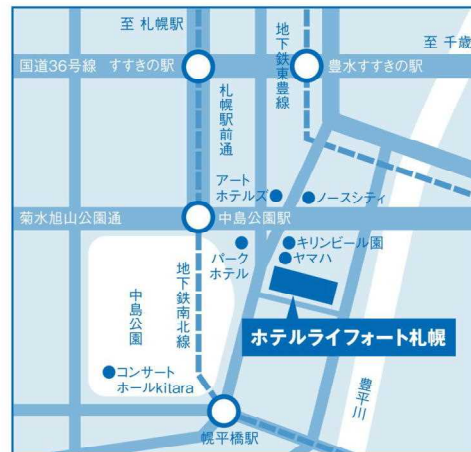 至 札幌駅
至 千歳
国道36号線 すすきの駅
地下鉄東豊線
豊水すすきの駅
札幌駅前通
アート
ホテルズ
ノースシティ
菊水旭山公園通
中島公園駅
パーク
ホテル
キリンビール園
ヤマハ
地下鉄南北線
中島公園
ホテルライフォート札幌
コンサート
ホールkitara
豊平川
幌平橋駅